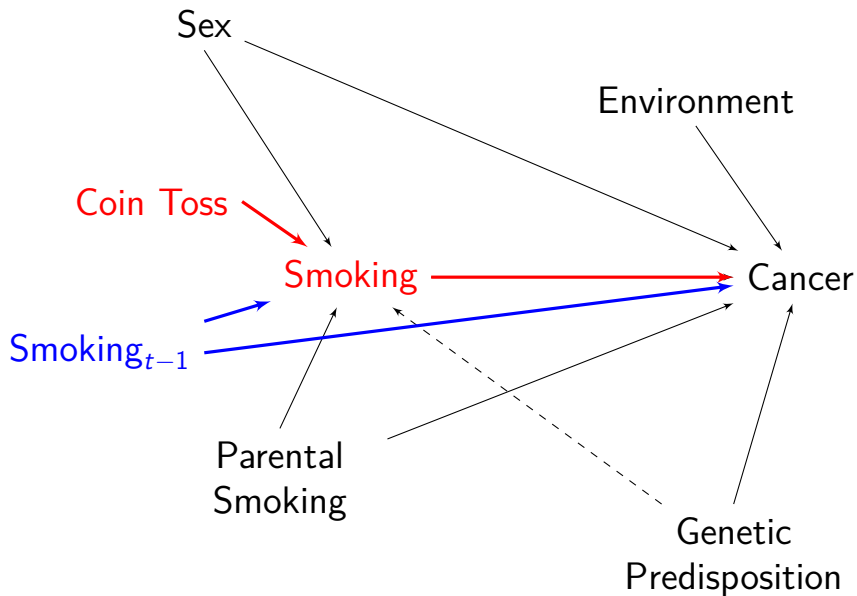 Sex
Environment
Coin Toss
Smoking
Cancer
Smoking$_{t-1}$
Parental
Smoking
Genetic
Predisposition